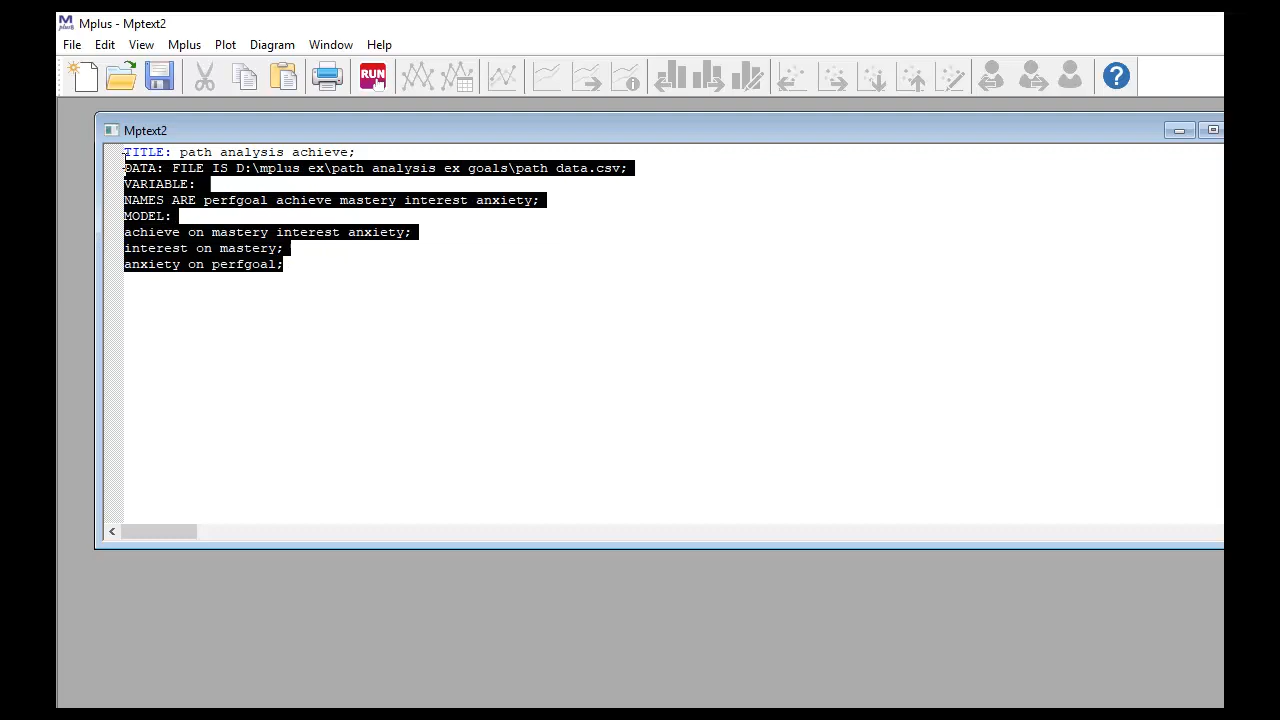 Mplus - Mptext2
File Edit View Mplus Plot Diagram Window Help
RUN
Mptext2
TITLE: path analysis achieve;
DATA: FILE IS D:\mplus ex\path analysis ex goals\path data.csv;
VARIABLE:
NAMES ARE perfgoal achieve mastery interest anxiety;
MODEL:
achieve on mastery interest anxiety;
interest on mastery;
anxiety on perfgoal;